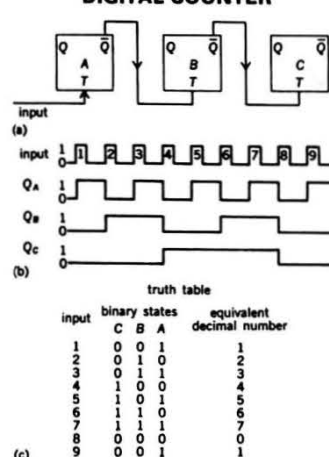 DIGITAL COUNTER
Q Q̅ Q Q̅ Q Q̅
A B C
T T T
input
(a)
input 1 0 1 2 3 4 5 6 7 8 9
Q_A 1 0
Q_B 1 0
Q_C 1 0
(b)
truth table
input binary states equivalent
C B A decimal number
1 0 0 1 1
2 0 1 0 2
3 0 1 1 3
4 1 0 0 4
5 1 0 1 5
6 1 1 0 6
7 1 1 1 7
8 0 0 0 0
(c) 9 0 0 1 1